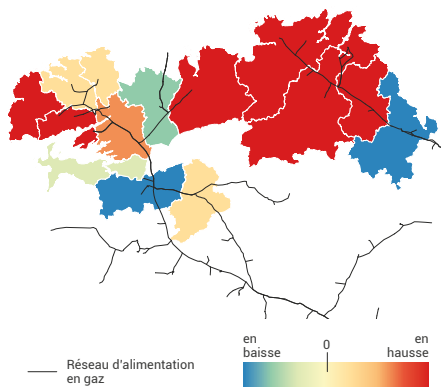 en
baisse
0
en
hausse
Réseau d'alimentation
en gaz